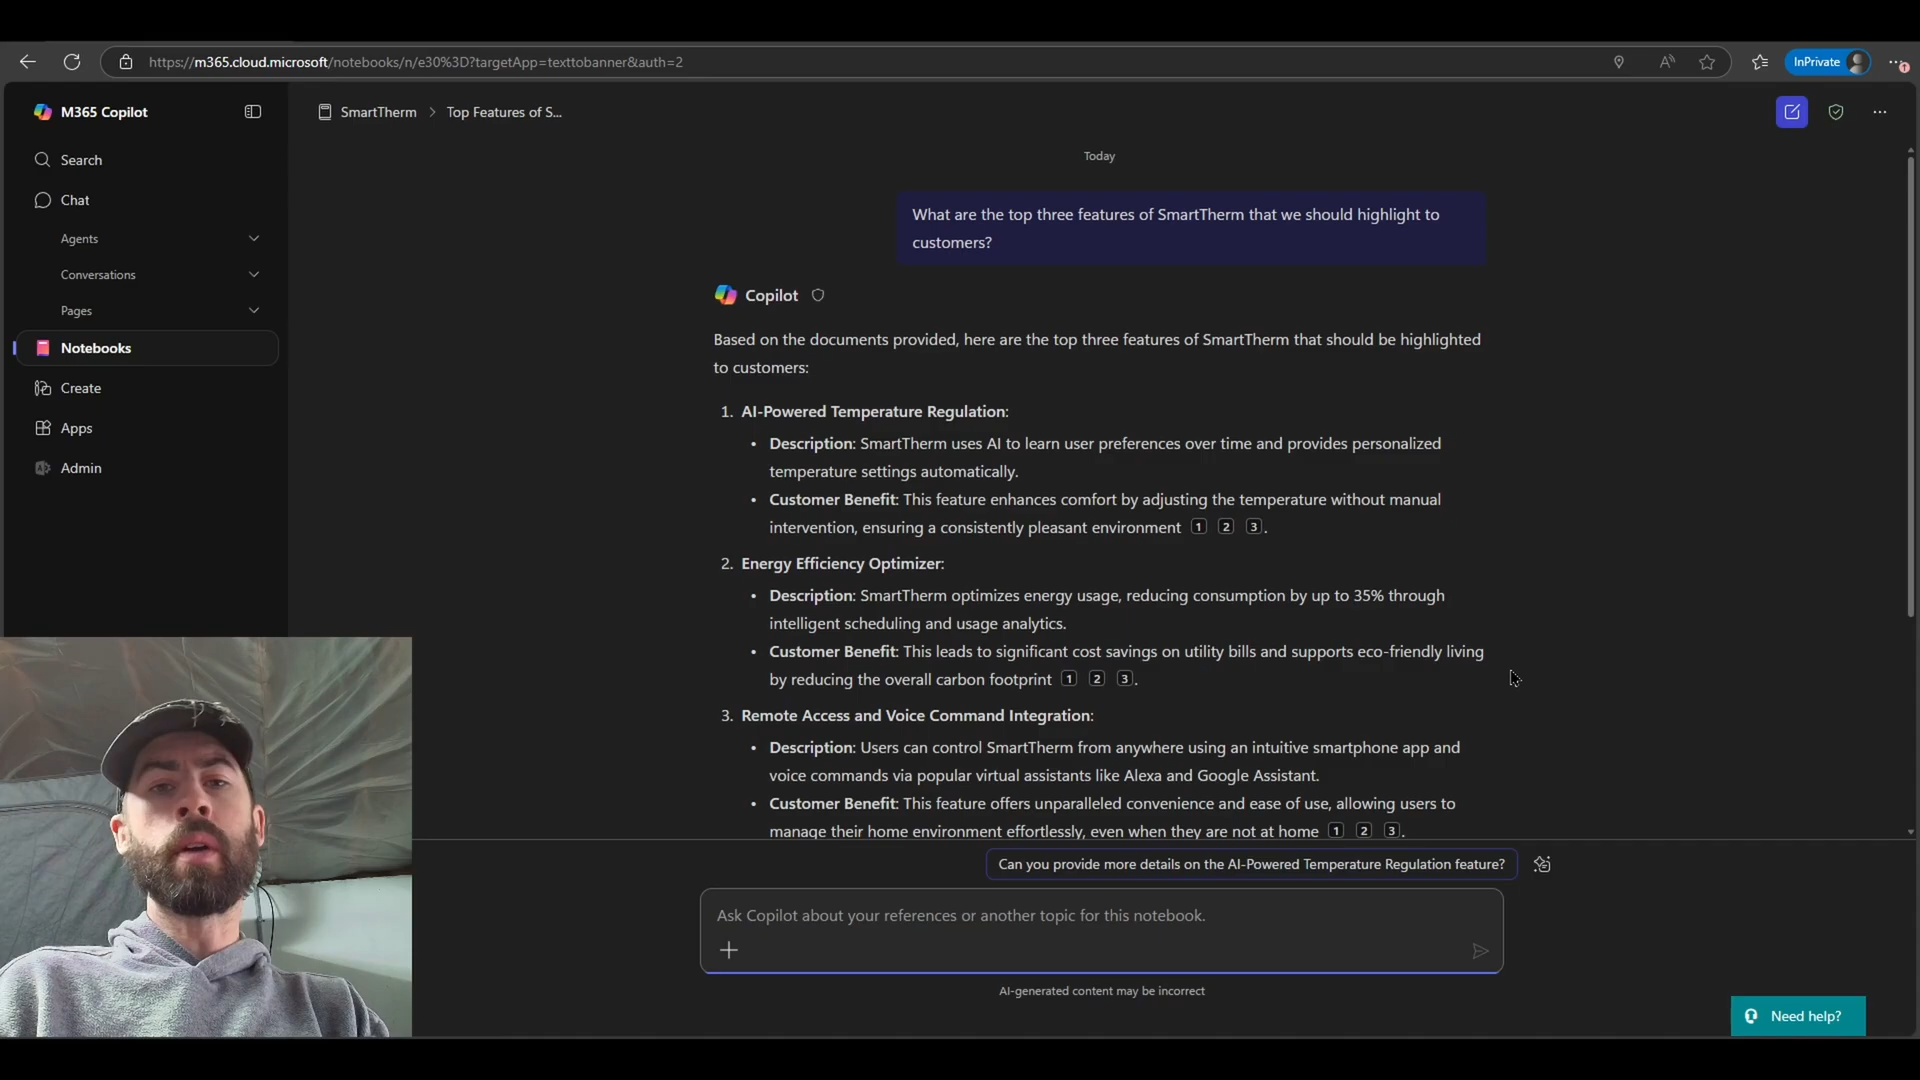 https://m365.cloud.microsoft/notebooks/n/e30%3D?targetApp=texttobanner&auth=2
InPrivate
M365 Copilot
Search
Chat
Agents
Conversations
Pages
Notebooks
Create
Apps
Admin
SmartTherm > Top Features of S...
Today
What are the top three features of SmartTherm that we should highlight to
customers?
Copilot
Based on the documents provided, here are the top three features of SmartTherm that should be highlighted
to customers:
1. AI-Powered Temperature Regulation:
• Description: SmartTherm uses AI to learn user preferences over time and provides personalized
temperature settings automatically.
• Customer Benefit: This feature enhances comfort by adjusting the temperature without manual
intervention, ensuring a consistently pleasant environment 1 2 3.
2. Energy Efficiency Optimizer:
• Description: SmartTherm optimizes energy usage, reducing consumption by up to 35% through
intelligent scheduling and usage analytics.
• Customer Benefit: This leads to significant cost savings on utility bills and supports eco-friendly living
by reducing the overall carbon footprint 1 2 3.
3. Remote Access and Voice Command Integration:
• Description: Users can control SmartTherm from anywhere using an intuitive smartphone app and
voice commands via popular virtual assistants like Alexa and Google Assistant.
• Customer Benefit: This feature offers unparalleled convenience and ease of use, allowing users to
manage their home environment effortlessly, even when they are not at home 1 2 3.
Can you provide more details on the AI-Powered Temperature Regulation feature?
Ask Copilot about your references or another topic for this notebook.
AI-generated content may be incorrect
Need help?